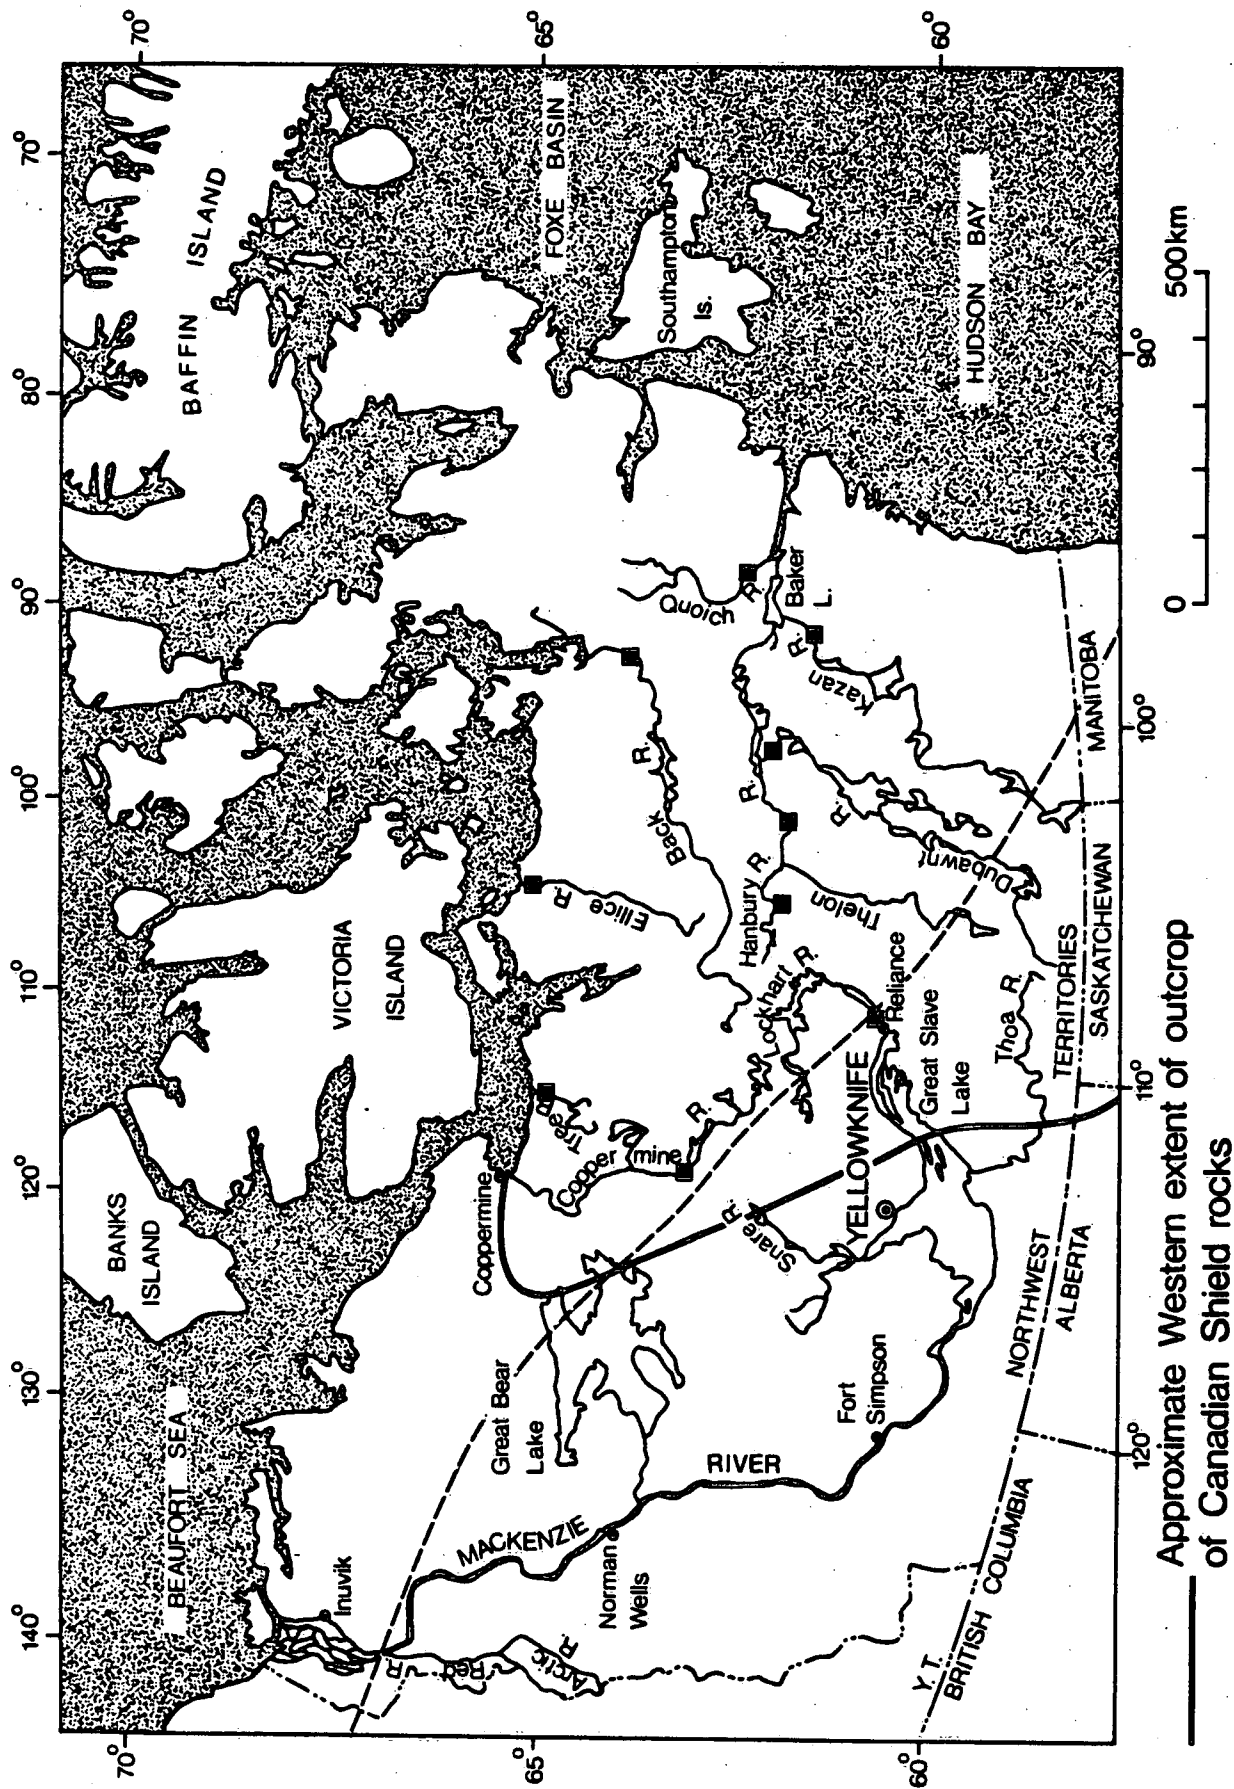 140°
130°
120°
110°
100°
90°
80°
70°
70°
70°
65°
65°
60°
60°
120°
110°
100°
90°
BEAUFORT SEA
BANKS
ISLAND
VICTORIA
ISLAND
BAFFIN ISLAND
FOXE BASIN
Southampton
Is.
HUDSON BAY
Inuvik
MACKENZIE
RIVER
Norman
Wells
Arctic
Red
R.
R.
Great Bear
Lake
Fort
Simpson
Coppermine
Coppermine
R.
Tree
R.
Ellice R.
Back R.
Quoich
R.
Baker
L.
Kazan
R.
Dubawnt
R.
Thelon
R.
Hanbury R.
Lockhart R.
Reliance
Great Slave
Lake
Thoa R.
YELLOWKNIFE
Snare R.
Y. T.
BRITISH COLUMBIA
NORTHWEST TERRITORIES
ALBERTA
SASKATCHEWAN
MANITOBA
0 500km
Approximate Western extent of outcrop
of Canadian Shield rocks